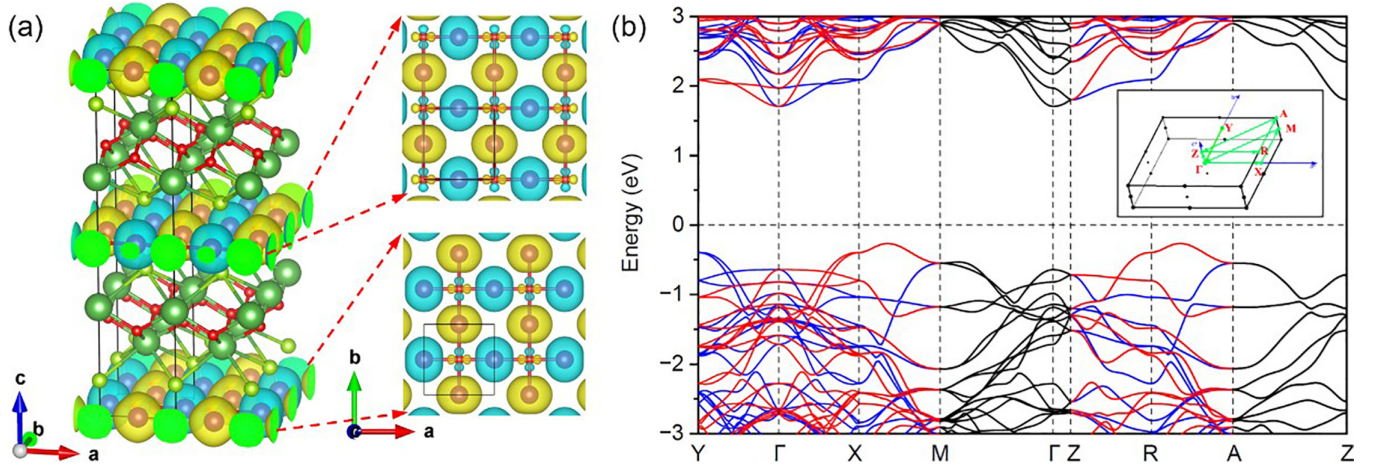 (a)
c
b
a
b
a
(b)
Energy (eV)
3
2
1
0
−1
−2
−3
Y Γ X M Γ Z R A Z
A
M
Y
Z
R
Γ
X